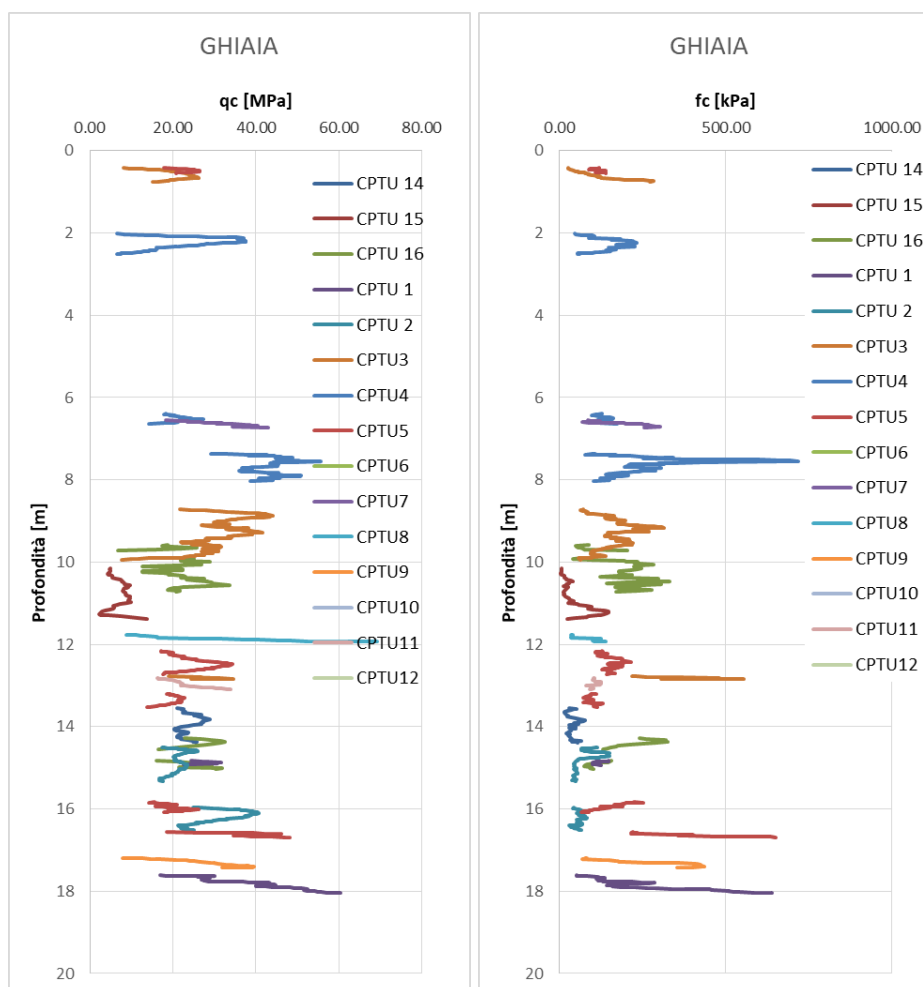 GHIAIA
qc [MPa]
0.00 20.00 40.00 60.00 80.00
0
2
4
6
8
10
12
14
16
18
20
Profondità [m]
CPTU 14
CPTU 15
CPTU 16
CPTU 1
CPTU 2
CPTU3
CPTU4
CPTU5
CPTU6
CPTU7
CPTU8
CPTU9
CPTU10
CPTU11
CPTU12
GHIAIA
fc [kPa]
0.00 500.00 1000.00
0
2
4
6
8
10
12
14
16
18
20
Profondità [m]
CPTU 14
CPTU 15
CPTU 16
CPTU 1
CPTU 2
CPTU3
CPTU4
CPTU5
CPTU6
CPTU7
CPTU8
CPTU9
CPTU10
CPTU11
CPTU12